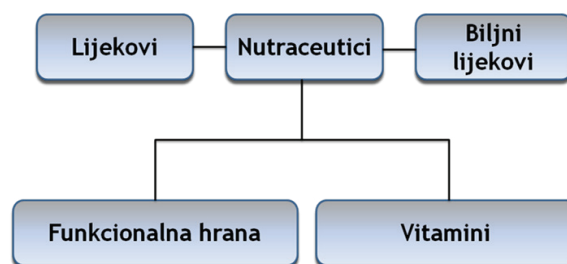 Lijekovi
Nutraceutici
Biljni
lijekovi
Funkcionalna hrana
Vitamini